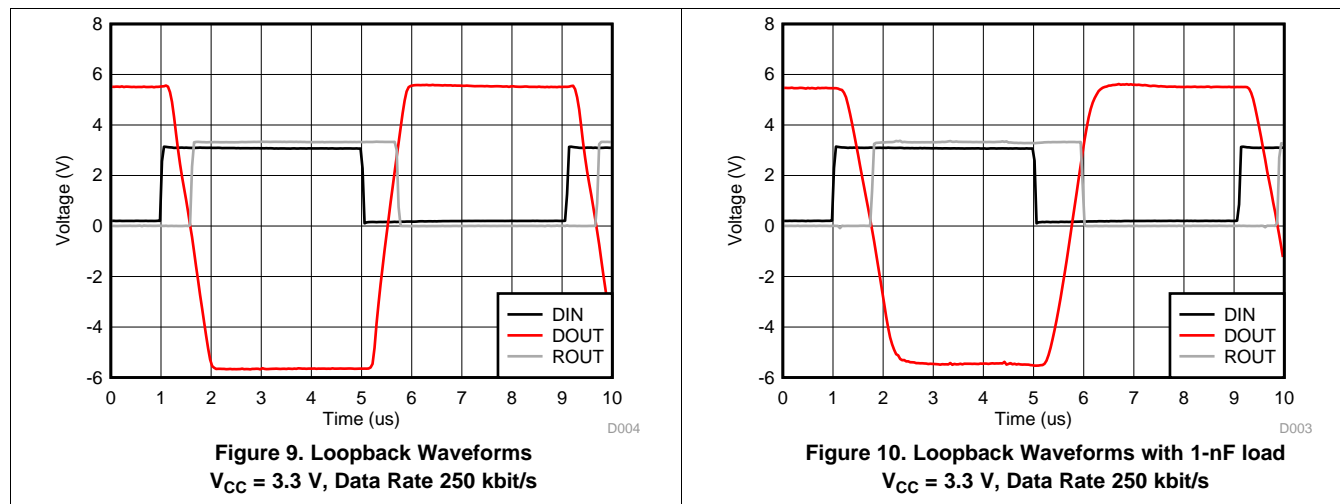 8
6
4
2
0
-2
-4
-6
Voltage (V)
DIN
DOUT
ROUT
0 1 2 3 4 5 6 7 8 9 10
Time (us)
D004
Figure 9. Loopback Waveforms
VCC = 3.3 V, Data Rate 250 kbit/s
8
6
4
2
0
-2
-4
-6
Voltage (V)
DIN
DOUT
ROUT
0 1 2 3 4 5 6 7 8 9 10
Time (us)
D003
Figure 10. Loopback Waveforms with 1-nF load
VCC = 3.3 V, Data Rate 250 kbit/s